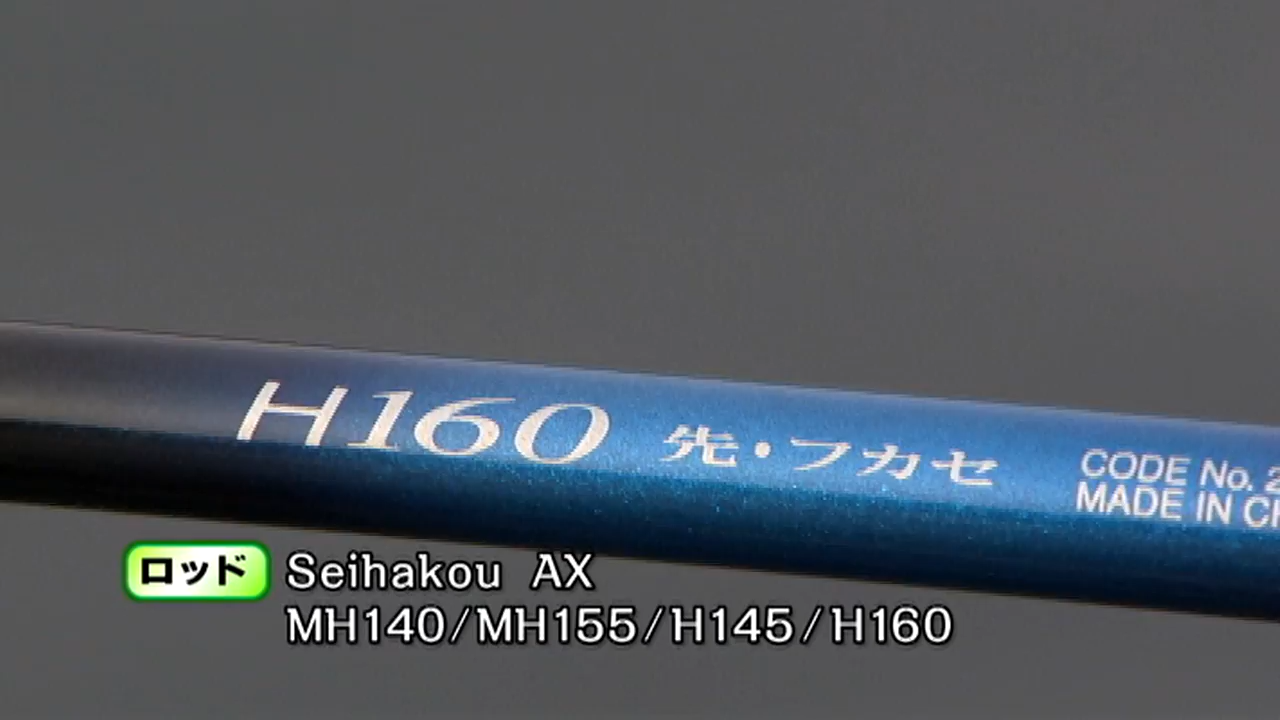 H160 先・フカセ
CODE No. 2
MADE IN CH
ロッド Seihakou AX
MH140/MH155/H145/H160